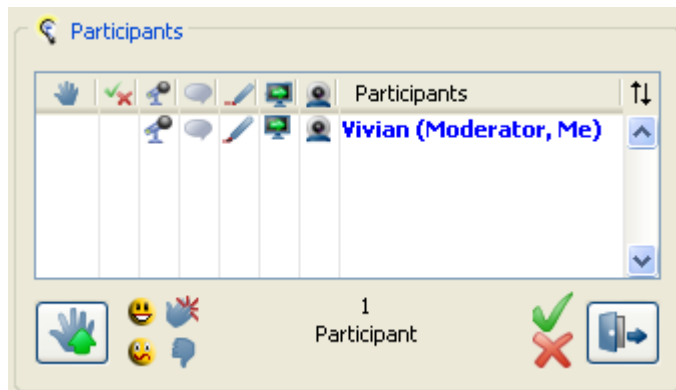 Participants
Participants
Vivian (Moderator, Me)
1
Participant